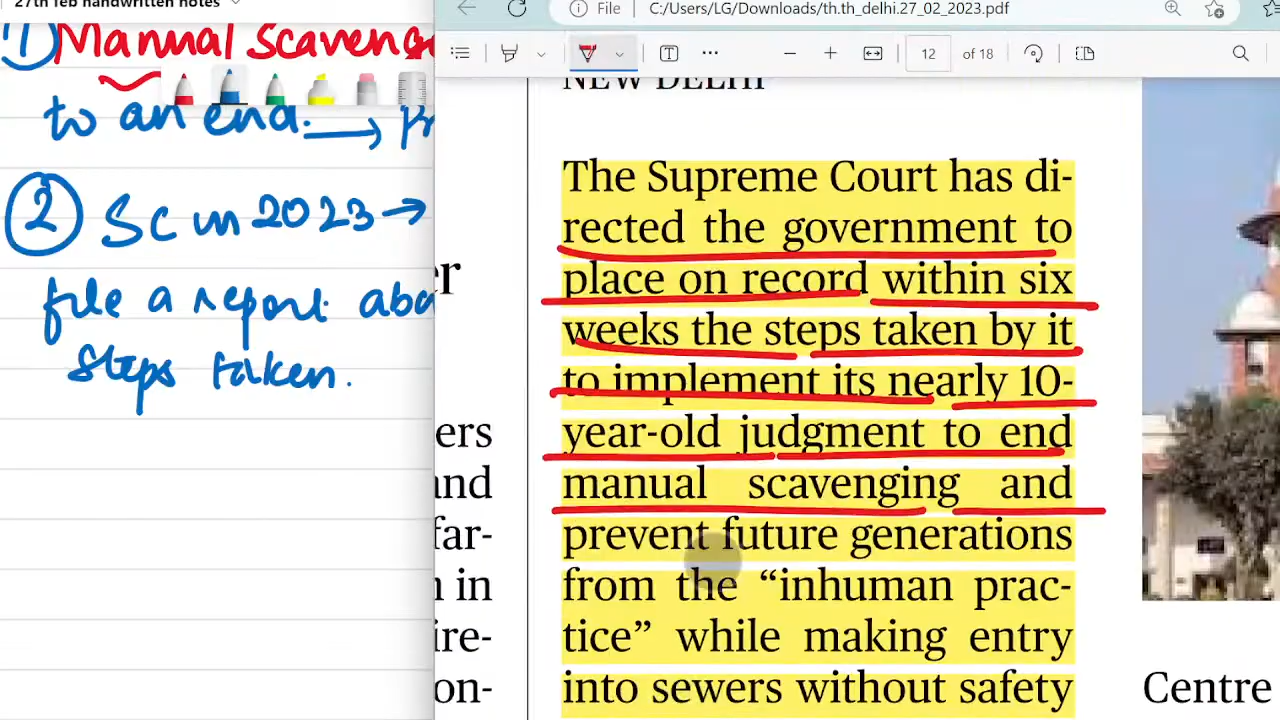 27th feb handwritten notes
1) Manual Scavenge
to an end. →
2 SC in 2023 →
file a report abo
steps taken.
File C:/Users/LG/Downloads/th.th_delhi.27_02_2023.pdf
12 of 18
NEW DELHI
The Supreme Court has di-
rected the government to
place on record within six
weeks the steps taken by it
to implement its nearly 10-
year-old judgment to end
manual scavenging and
prevent future generations
from the “inhuman prac-
tice” while making entry
into sewers without safety
er
ers
and
far-
n in
ire-
on-
Centre